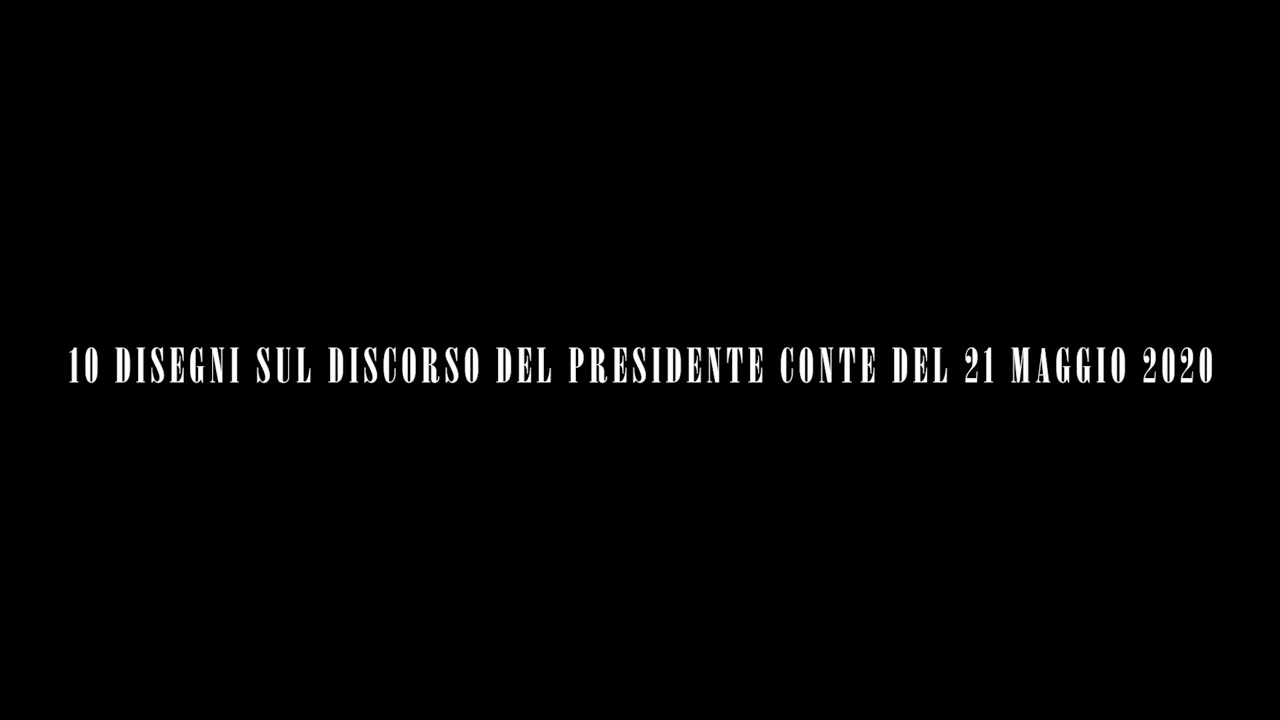 10 DISEGNI SUL DISCORSO DEL PRESIDENTE CONTE DEL 21 MAGGIO 2020